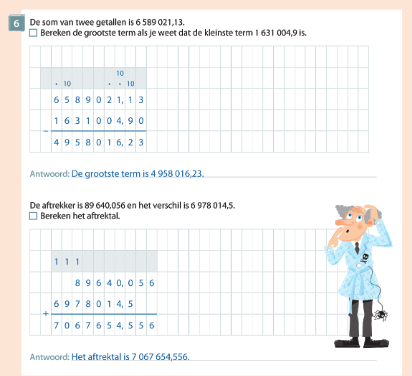 6 De som van twee getallen is 6 589 021,13.
Bereken de grootste term als je weet dat de kleinste term 1 631 004,9 is.
10
• 10 • • 10
6 5 8 9 0 2 1, 1 3
1 6 3 1 0 0 4, 9 0
−
4 9 5 8 0 1 6, 2 3
Antwoord: De grootste term is 4 958 016,23.
De aftrekker is 89 640,056 en het verschil is 6 978 014,5.
Bereken het aftrektal.
1 1 1
8 9 6 4 0, 0 5 6
6 9 7 8 0 1 4, 5
+
7 0 6 7 6 5 4, 5 5 6
Antwoord: Het aftrektal is 7 067 654,556.